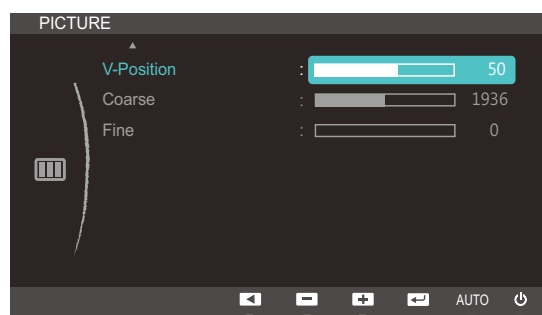 PICTURE
V-Position : 50
Coarse : 1936
Fine : 0
AUTO